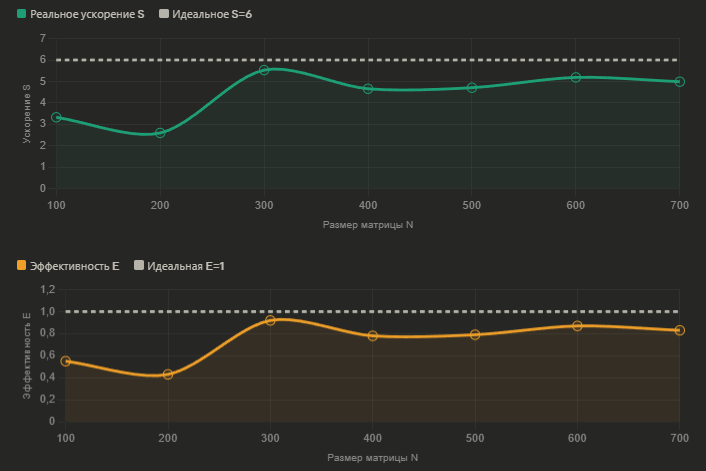 Реальное ускорение S Идеальное S=6
7
6
5
4
3
2
1
0
Ускорение S
100 200 300 400 500 600 700
Размер матрицы N
Эффективность E Идеальная E=1
1,2
1,0
0,8
0,6
0,4
0,2
0
Эффективность E
100 200 300 400 500 600 700
Размер матрицы N